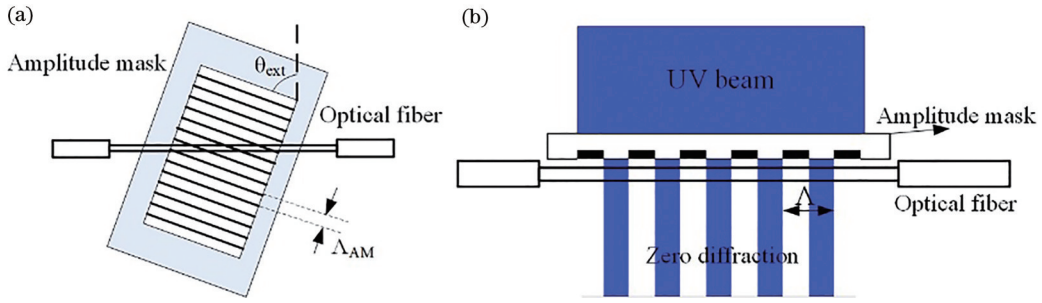 (a)
Amplitude mask
θext
Optical fiber
ΛAM
(b)
UV beam
Amplitude mask
Λ
Optical fiber
Zero diffraction